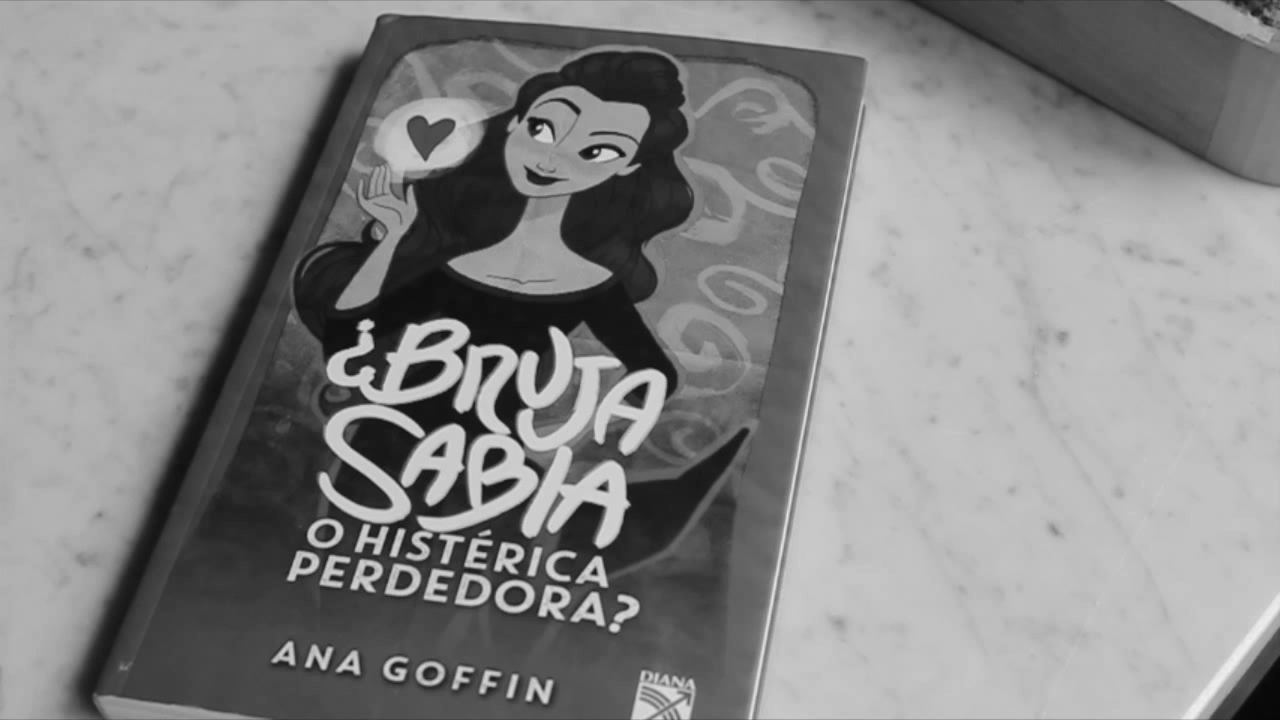 ¿BRUJA
SABIA
O HISTÉRICA
PERDEDORA?
ANA GOFFIN
DIANA